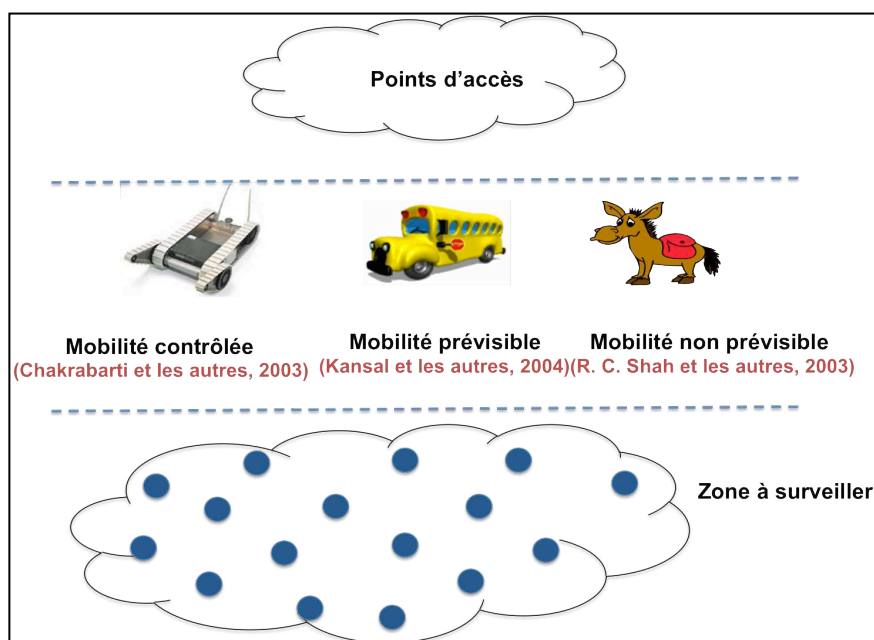 Points d'accès
Mobilité contrôlée
(Chakrabarti et les autres, 2003)
Mobilité prévisible
(Kansal et les autres, 2004)
Mobilité non prévisible
(R. C. Shah et les autres, 2003)
Zone à surveiller